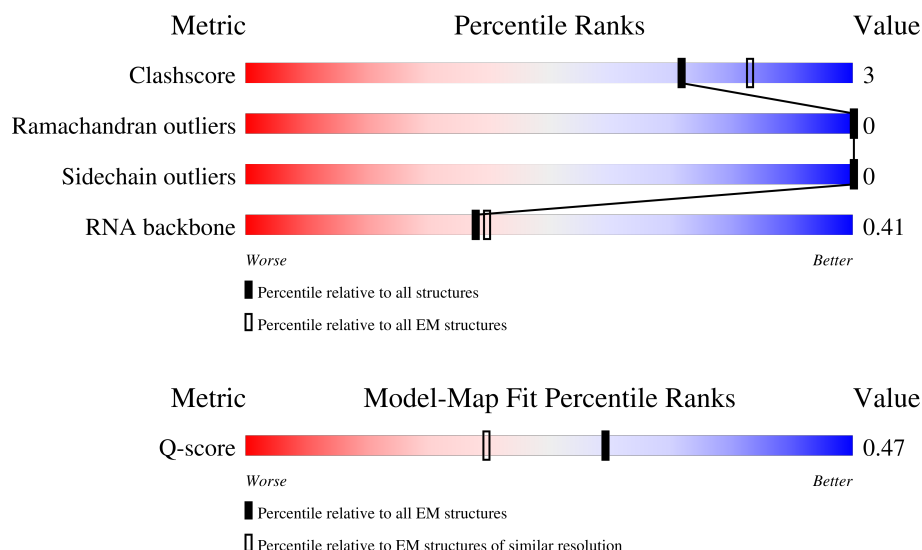 Metric Percentile Ranks Value
Clashscore 3
Ramachandran outliers 0
Sidechain outliers 0
RNA backbone 0.41
Worse Better
Percentile relative to all structures
Percentile relative to all EM structures
Metric Model-Map Fit Percentile Ranks Value
Q-score 0.47
Worse Better
Percentile relative to all EM structures
Percentile relative to EM structures of similar resolution